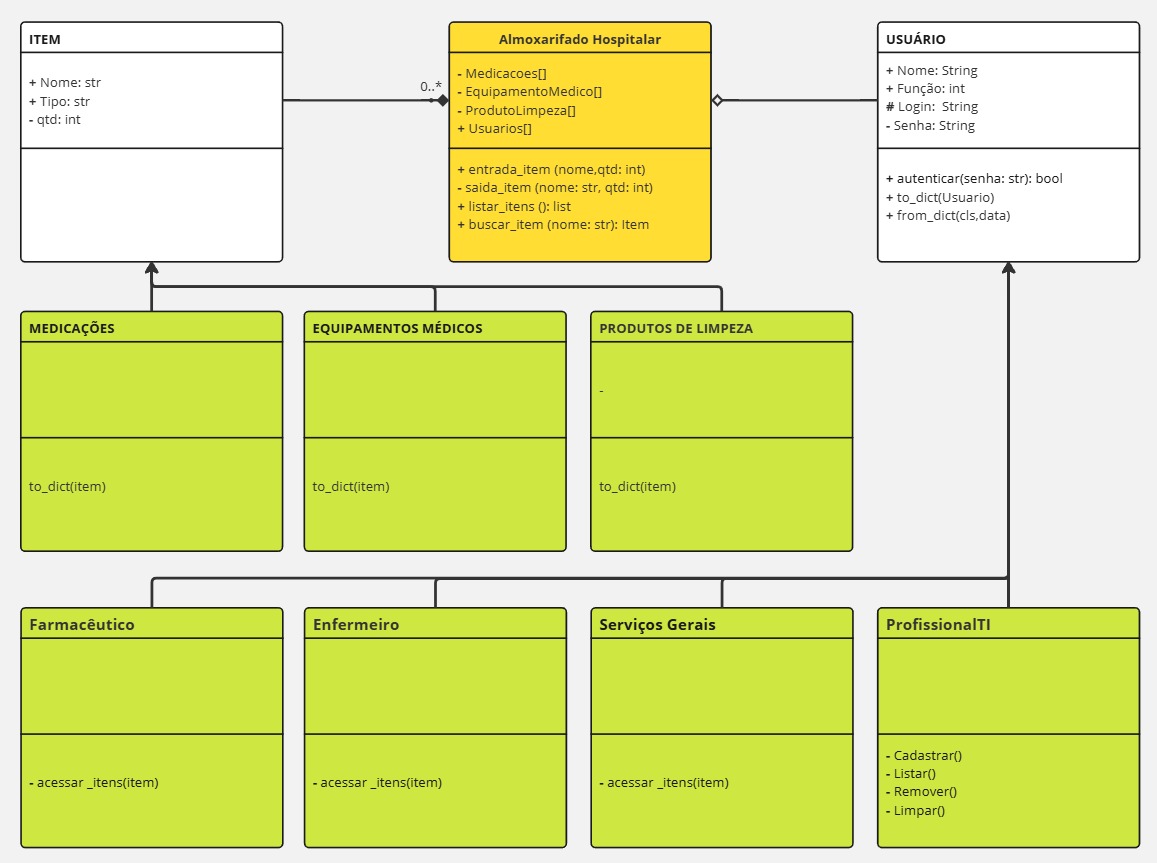 ITEM
+ Nome: str
+ Tipo: str
- qtd: int
0..*
Almoxarifado Hospitalar
- Medicacoes[]
- EquipamentoMedico[]
- ProdutoLimpeza[]
+ Usuarios[]
+ entrada_item (nome,qtd: int)
- saida_item (nome: str, qtd: int)
+ listar_itens (): list
+ buscar_item (nome: str): Item
USUÁRIO
+ Nome: String
+ Função: int
# Login:  String
- Senha: String
+ autenticar(senha: str): bool
+ to_dict(Usuario)
+ from_dict(cls,data)
MEDICAÇÕES
to_dict(item)
EQUIPAMENTOS MÉDICOS
to_dict(item)
PRODUTOS DE LIMPEZA
-
to_dict(item)
Farmacêutico
- acessar _itens(item)
Enfermeiro
- acessar _itens(item)
Serviços Gerais
- acessar _itens(item)
ProfissionalTI
- Cadastrar()
- Listar()
- Remover()
- Limpar()